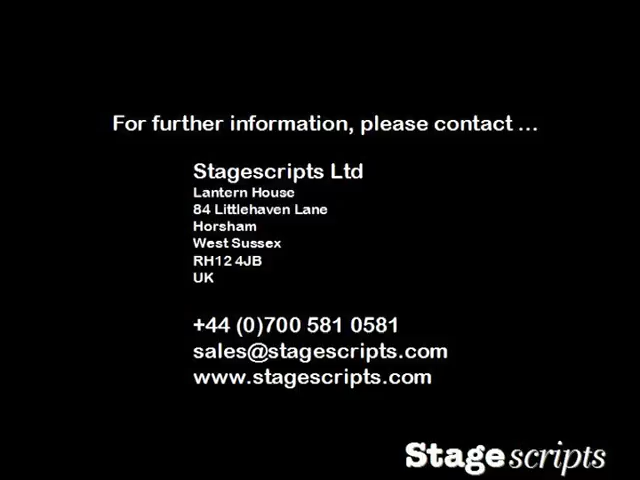 For further information, please contact ...
Stagescripts Ltd
Lantern House
84 Littlehaven Lane
Horsham
West Sussex
RH12 4JB
UK
+44 (0)700 581 0581
sales@stagescripts.com
www.stagescripts.com
Stagescripts